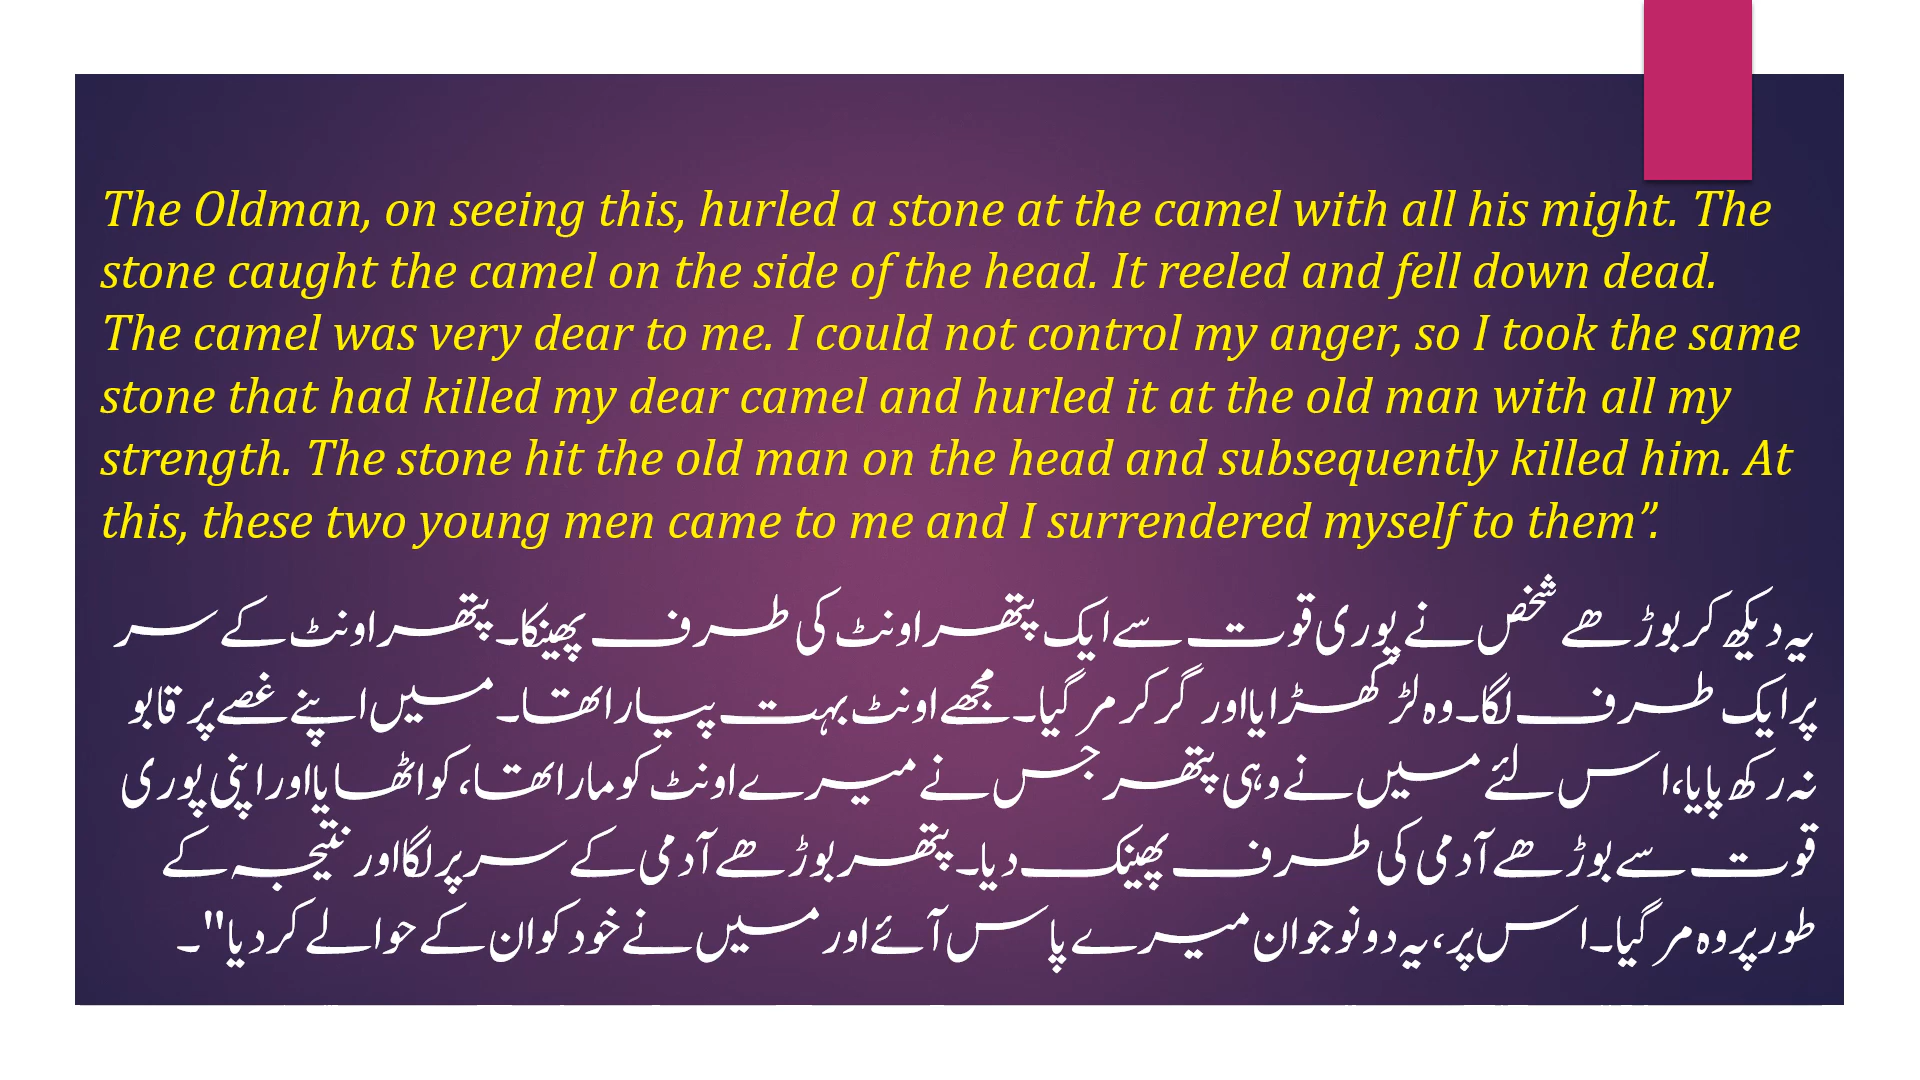 The Oldman, on seeing this, hurled a stone at the camel with all his might. The
stone caught the camel on the side of the head. It reeled and fell down dead.
The camel was very dear to me. I could not control my anger, so I took the same
stone that had killed my dear camel and hurled it at the old man with all my
strength. The stone hit the old man on the head and subsequently killed him. At
this, these two young men came to me and I surrendered myself to them”.
یہ دیکھ کر بوڑھے شخص نے پوری قوت سے ایک پتھر اونٹ کی طرف پھینکا۔ پتھر اونٹ کے سر
پر ایک طرف لگا۔ وہ لڑکھڑایا اور گر کر مر گیا۔ مجھے اونٹ بہت پیارا تھا۔ میں اپنے غصے پر قابو
نہ رکھ پایا، اس لئے میں نے وہی پتھر جس نے میرے اونٹ کو مارا تھا، کو اٹھایا اور اپنی پوری
قوت سے بوڑھے آدمی کی طرف پھینک دیا۔ پتھر بوڑھے آدمی کے سر پر لگا اور نتیجہ کے
طور پر وہ مر گیا۔ اس پر، یہ دو نوجوان میرے پاس آئے اور میں نے خود کو ان کے حوالے کر دیا"۔